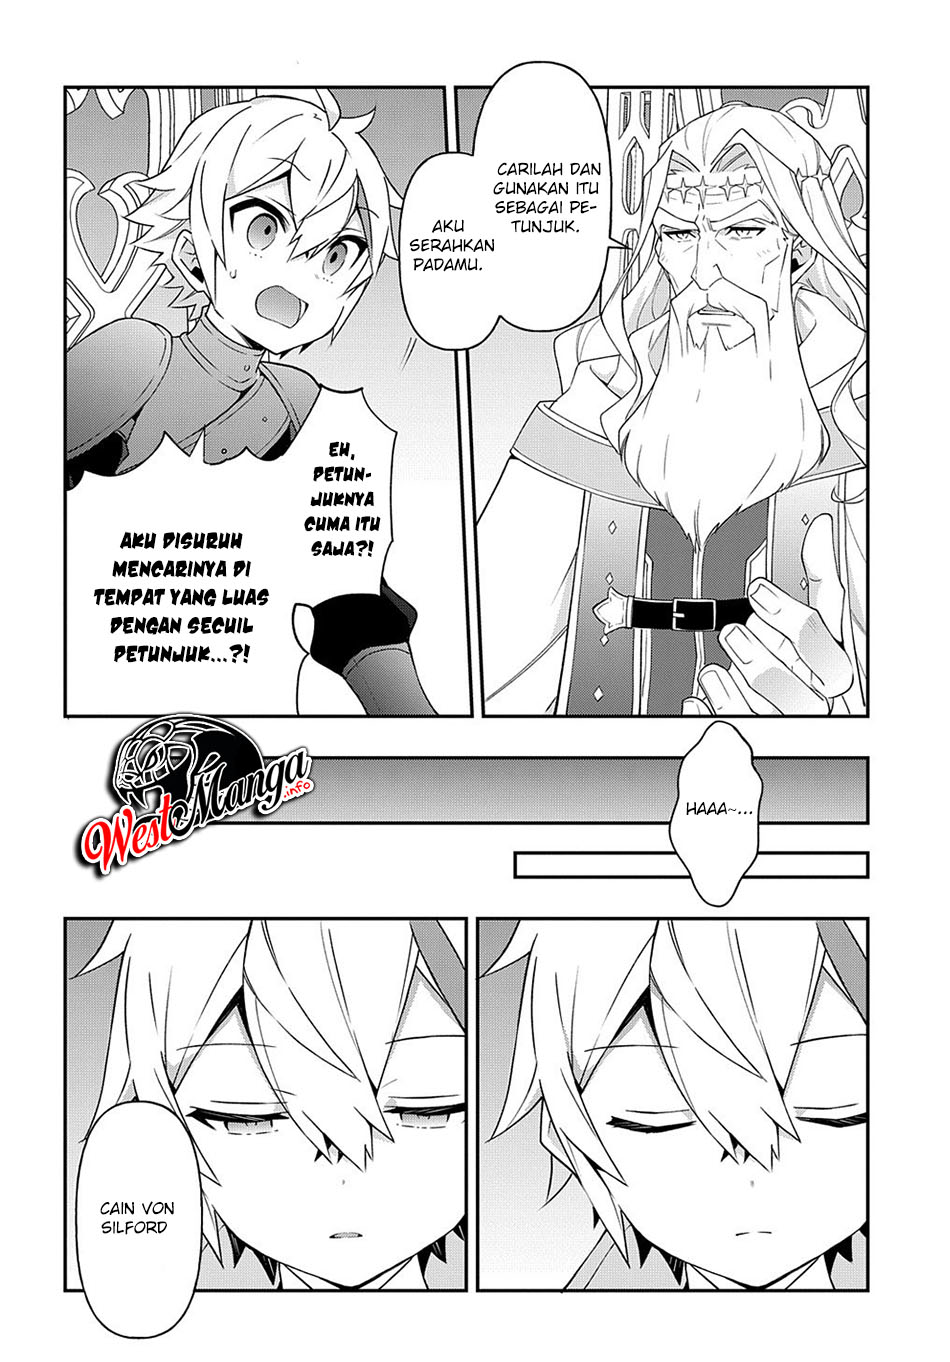 CARILAH DAN
GUNAKAN ITU
SEBAGAI PE-
TUNJUK.
AKU
SERAHKAN
PADAMU.
EH,
PETUN-
JUKNYA
CUMA ITU
SAJA?!
AKU DISURUH
MENCARINYA DI
TEMPAT YANG LUAS
DENGAN SECUIL
PETUNJUK...?!
WestManga
.info
HAAA~...
CAIN VON
SILFORD